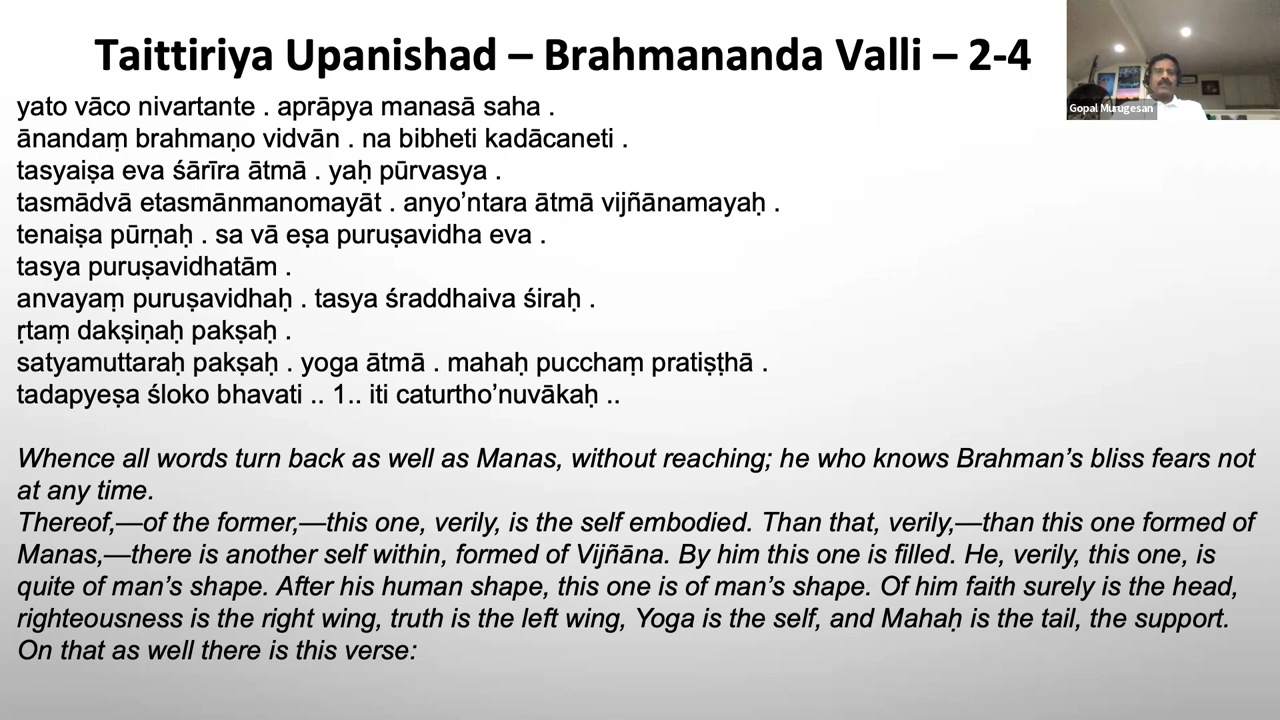 Taittiriya Upanishad – Brahmananda Valli – 2-4
Gopal Murugesan
yato vāco nivartante . aprāpya manasā saha .
ānandaṃ brahmaṇo vidvān . na bibheti kadācaneti .
tasyaiṣa eva śārīra ātmā . yaḥ pūrvasya .
tasmādvā etasmānmanomayāt . anyo’ntara ātmā vijñānamayaḥ .
tenaiṣa pūrṇaḥ . sa vā eṣa puruṣavidha eva .
tasya puruṣavidhatām .
anvayaṃ puruṣavidhaḥ . tasya śraddhaiva śiraḥ .
ṛtaṃ dakṣiṇaḥ pakṣaḥ .
satyamuttaraḥ pakṣaḥ . yoga ātmā . mahaḥ pucchaṃ pratiṣṭhā .
tadapyeṣa śloko bhavati .. 1.. iti caturtho’nuvākaḥ ..
Whence all words turn back as well as Manas, without reaching; he who knows Brahman’s bliss fears not
at any time.
Thereof,—of the former,—this one, verily, is the self embodied. Than that, verily,—than this one formed of
Manas,—there is another self within, formed of Vijñāna. By him this one is filled. He, verily, this one, is
quite of man’s shape. After his human shape, this one is of man’s shape. Of him faith surely is the head,
righteousness is the right wing, truth is the left wing, Yoga is the self, and Mahaḥ is the tail, the support.
On that as well there is this verse: